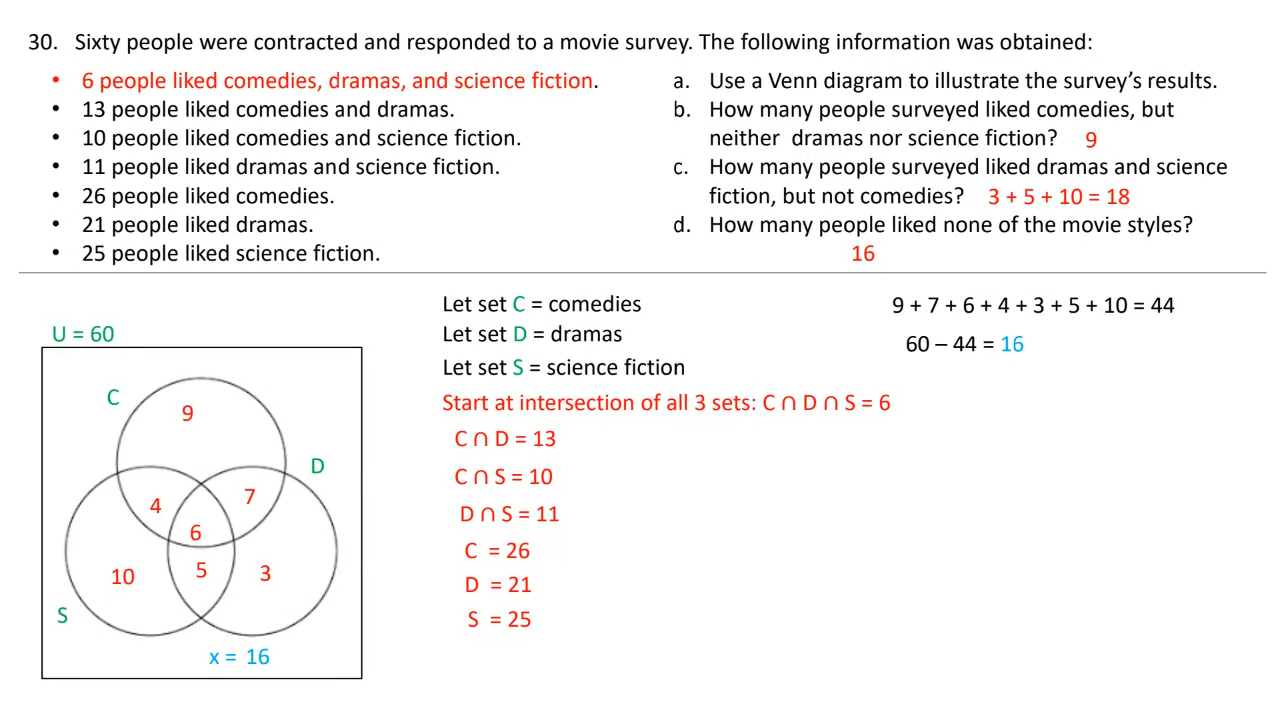 30. Sixty people were contracted and responded to a movie survey. The following information was obtained:
• 6 people liked comedies, dramas, and science fiction.
• 13 people liked comedies and dramas.
• 10 people liked comedies and science fiction.
• 11 people liked dramas and science fiction.
• 26 people liked comedies.
• 21 people liked dramas.
• 25 people liked science fiction.
a. Use a Venn diagram to illustrate the survey's results.
b. How many people surveyed liked comedies, but
neither dramas nor science fiction? 9
c. How many people surveyed liked dramas and science
fiction, but not comedies? 3 + 5 + 10 = 18
d. How many people liked none of the movie styles?
16
U = 60
C
9
D
4
7
6
10
5
3
S
x = 16
Let set C = comedies
Let set D = dramas
Let set S = science fiction
Start at intersection of all 3 sets: C ∩ D ∩ S = 6
C ∩ D = 13
C ∩ S = 10
D ∩ S = 11
C = 26
D = 21
S = 25
9 + 7 + 6 + 4 + 3 + 5 + 10 = 44
60 – 44 = 16